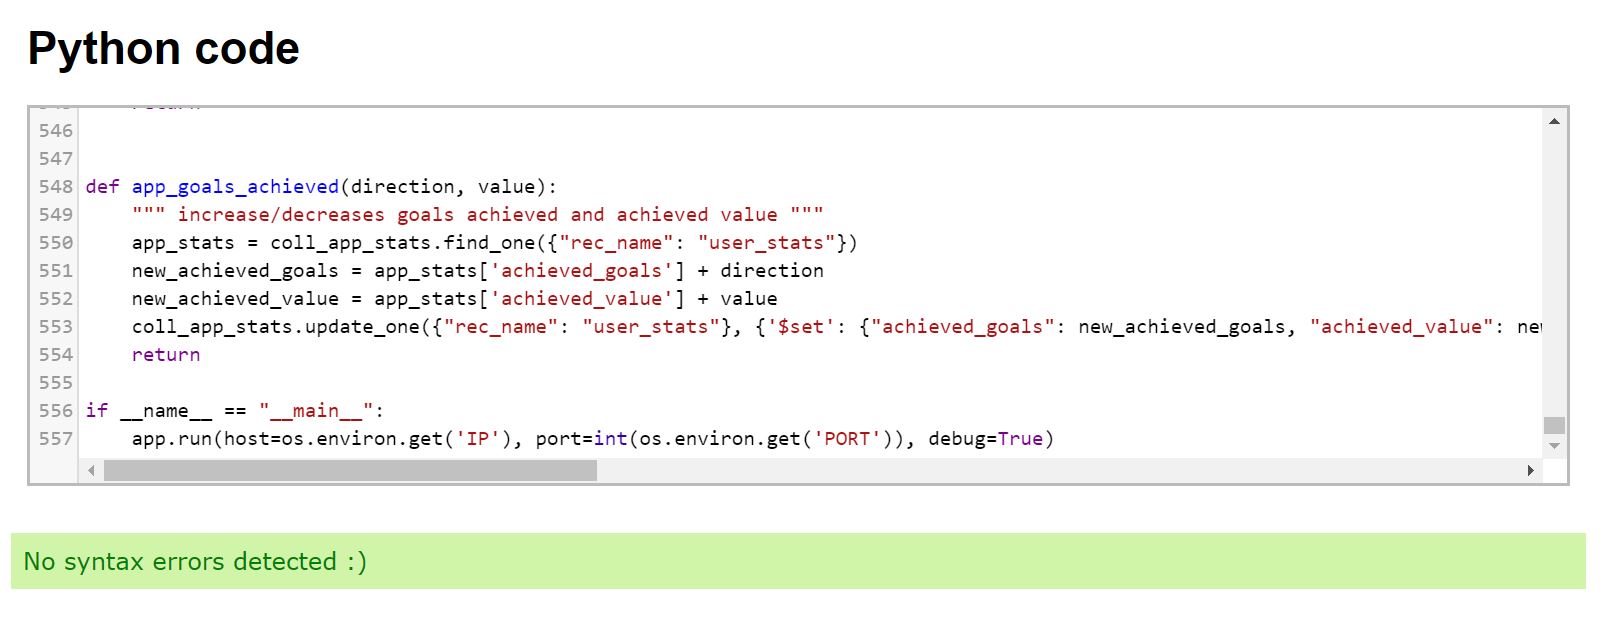 Python code
546
547
548 def app_goals_achieved(direction, value):
549     """ increase/decreases goals achieved and achieved value """
550     app_stats = coll_app_stats.find_one({"rec_name": "user_stats"})
551     new_achieved_goals = app_stats['achieved_goals'] + direction
552     new_achieved_value = app_stats['achieved_value'] + value
553     coll_app_stats.update_one({"rec_name": "user_stats"}, {'$set': {"achieved_goals": new_achieved_goals, "achieved_value":
554     return
555
556 if __name__ == "__main__":
557     app.run(host=os.environ.get('IP'), port=int(os.environ.get('PORT')), debug=True)
No syntax errors detected :)